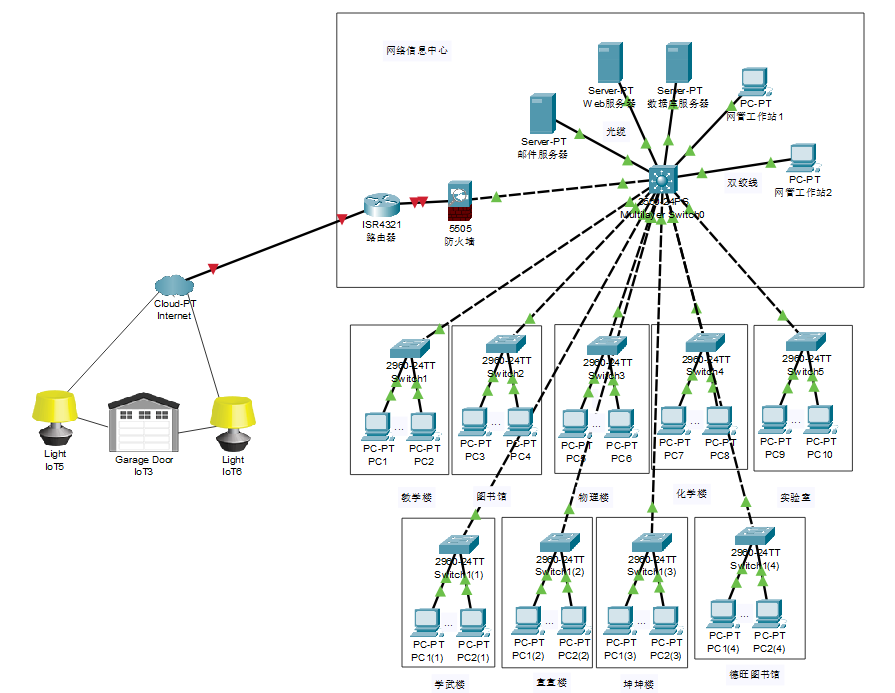 网络信息中心
Server-PT
Web服务器
Server-PT
数据库服务器
PC-PT
网管工作站1
Server-PT
邮件服务器
光缆
PC-PT
网管工作站2
双绞线
3560-24PS
Multilayer Switch0
ISR4321
路由器
5505
防火墙
Cloud-PT
Internet
Light
IoT5
Garage Door
IoT3
Light
IoT6
2960-24TT
Switch1
2960-24TT
Switch2
2960-24TT
Switch3
2960-24TT
Switch4
2960-24TT
Switch5
...
...
...
...
...
PC-PT
PC1
PC-PT
PC2
PC-PT
PC3
PC-PT
PC4
PC-PT
PC5
PC-PT
PC6
PC-PT
PC7
PC-PT
PC8
PC-PT
PC9
PC-PT
PC10
教学楼
图书馆
物理楼
化学楼
实验室
2960-24TT
Switch1(1)
2960-24TT
Switch1(2)
2960-24TT
Switch1(3)
2960-24TT
Switch1(4)
...
...
...
...
PC-PT
PC1(1)
PC-PT
PC2(1)
PC-PT
PC1(2)
PC-PT
PC2(2)
PC-PT
PC1(3)
PC-PT
PC2(3)
PC-PT
PC1(4)
PC-PT
PC2(4)
学武楼
坤坤楼
德旺图书馆